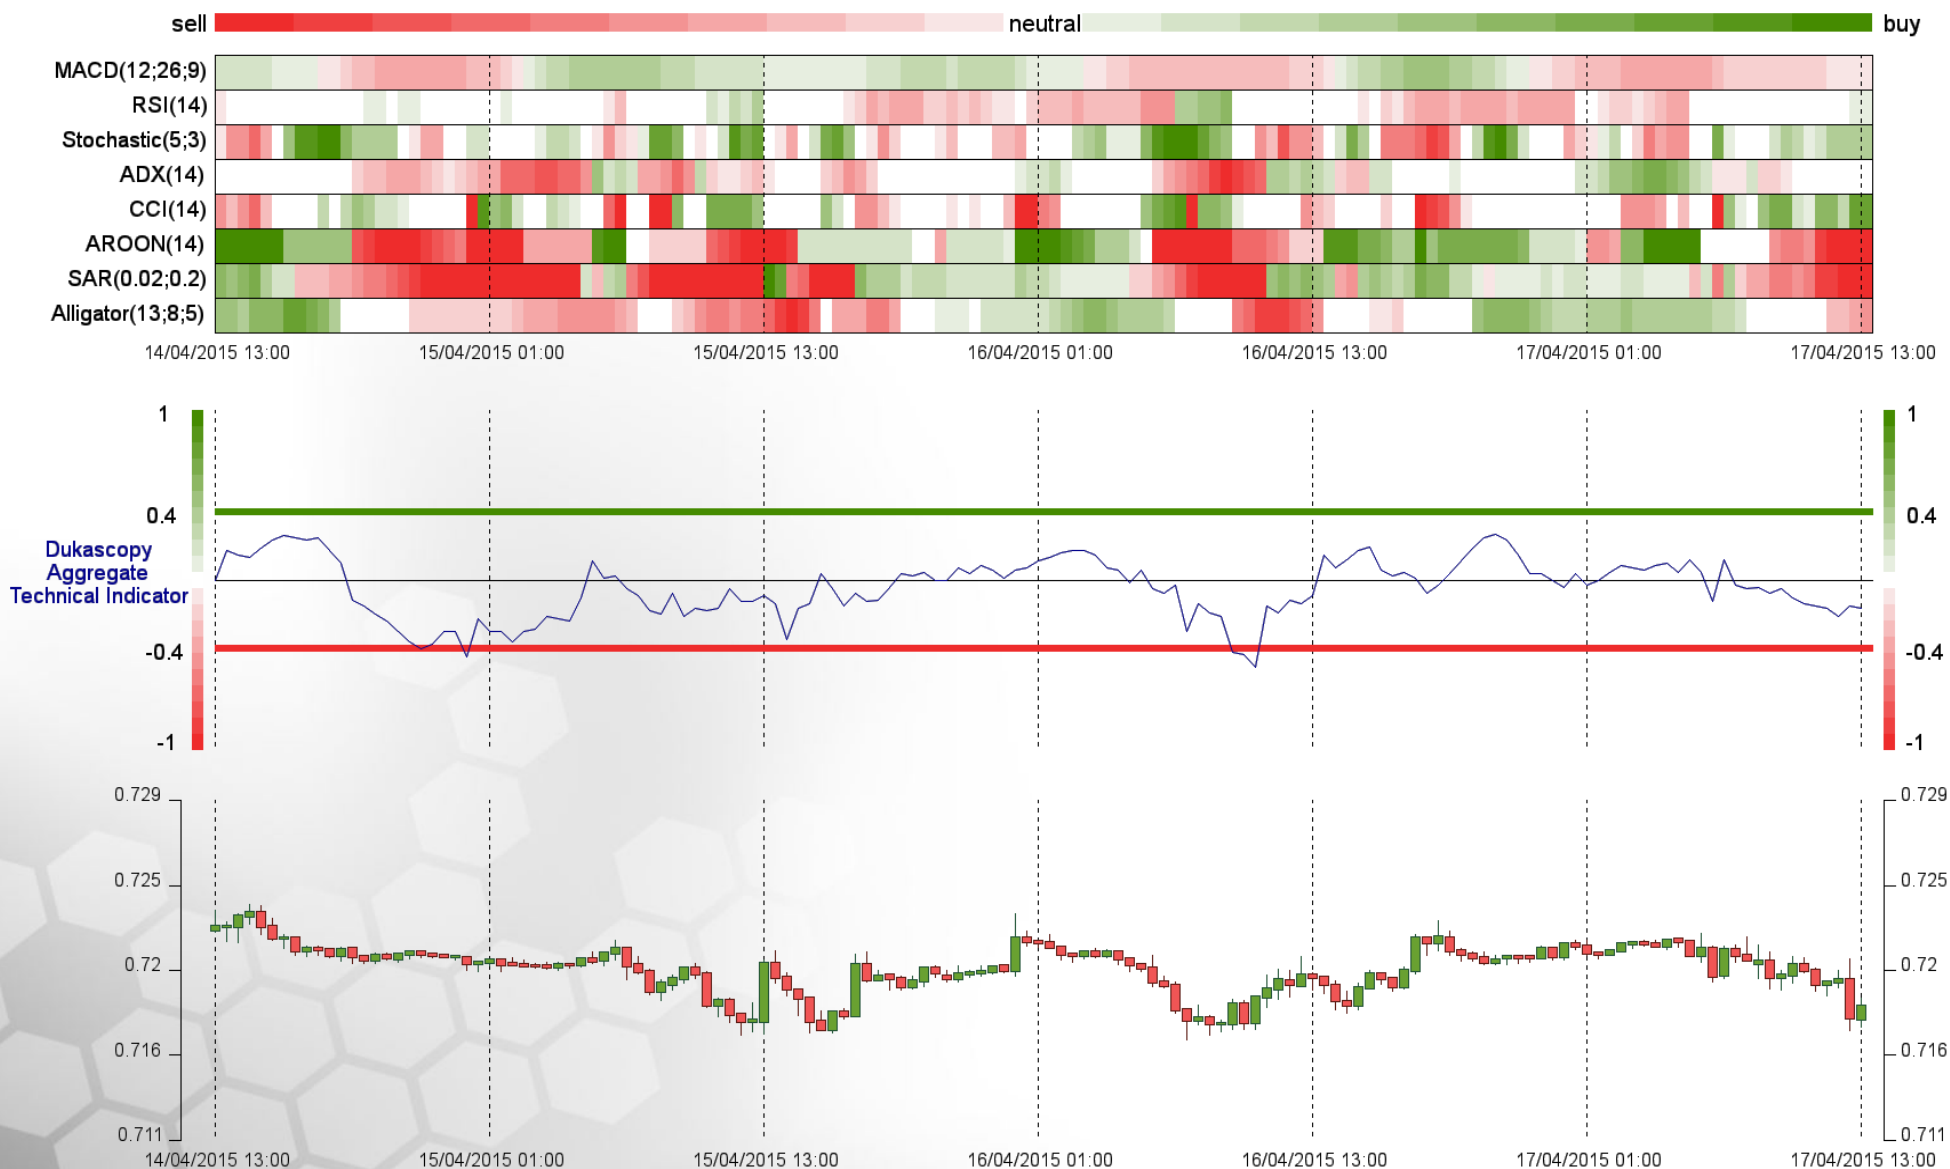 sell neutral buy
MACD(12;26;9)
RSI(14)
Stochastic(5;3)
ADX(14)
CCI(14)
AROON(14)
SAR(0.02;0.2)
Alligator(13;8;5)
14/04/2015 13:00 15/04/2015 01:00 15/04/2015 13:00 16/04/2015 01:00 16/04/2015 13:00 17/04/2015 01:00 17/04/2015 13:00
1 1
0.4 0.4
Dukascopy
Aggregate
Technical Indicator
-0.4 -0.4
-1 -1
0.729 0.729
0.725 0.725
0.72 0.72
0.716 0.716
0.711 0.711
14/04/2015 13:00 15/04/2015 01:00 15/04/2015 13:00 16/04/2015 01:00 16/04/2015 13:00 17/04/2015 01:00 17/04/2015 13:00